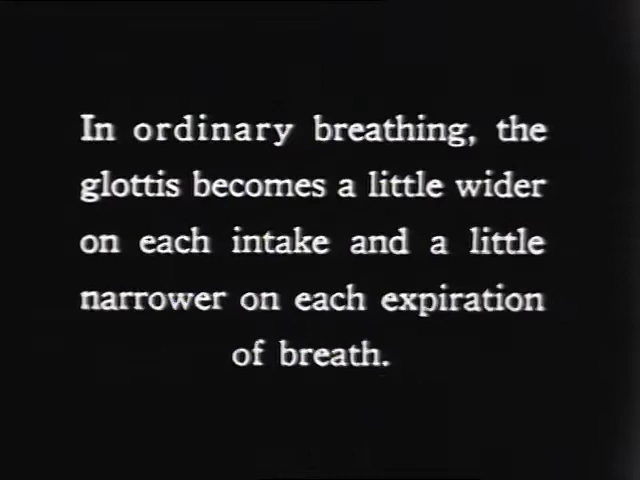 In ordinary breathing, the
glottis becomes a little wider
on each intake and a little
narrower on each expiration
of breath.